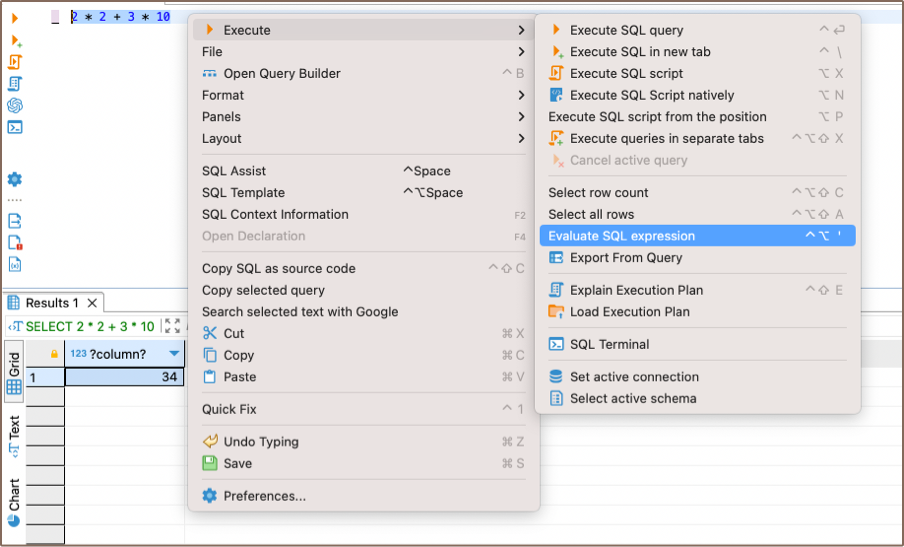 2 * 2 + 3 * 10
Execute
File
Open Query Builder ^ B
Format
Panels
Layout
SQL Assist ^Space
SQL Template ^⌥Space
SQL Context Information F2
Open Declaration F4
Copy SQL as source code ^⇧ C
Copy selected query
Search selected text with Google
Cut ⌘ X
Copy ⌘ C
Paste ⌘ V
Quick Fix ^ 1
Undo Typing ⌘ Z
Save ⌘ S
Preferences...
Execute SQL query ^ ⏎
Execute SQL in new tab ^ \
Execute SQL script ⌥ X
Execute SQL Script natively ⌥ N
Execute SQL script from the position ⌥ P
Execute queries in separate tabs ^⌥⇧ X
Cancel active query
Select row count ^⌥⇧ C
Select all rows ^⌥⇧ A
Evaluate SQL expression ^⌥ '
Export From Query
Explain Execution Plan ^⇧ E
Load Execution Plan
SQL Terminal
Set active connection
Select active schema
Results 1
SELECT 2 * 2 + 3 * 10
Grid
Text
Chart
123 ?column?
1 34